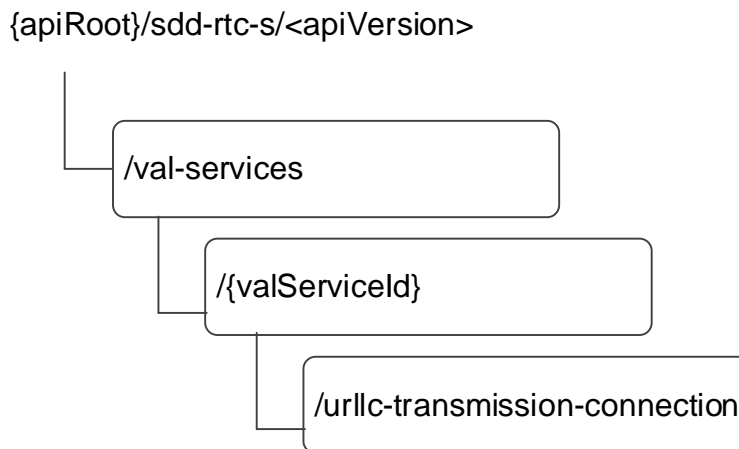 {apiRoot}/sdd-rtc-s/<apiVersion>
/val-services
/{valServiceId}
/urllc-transmission-connection